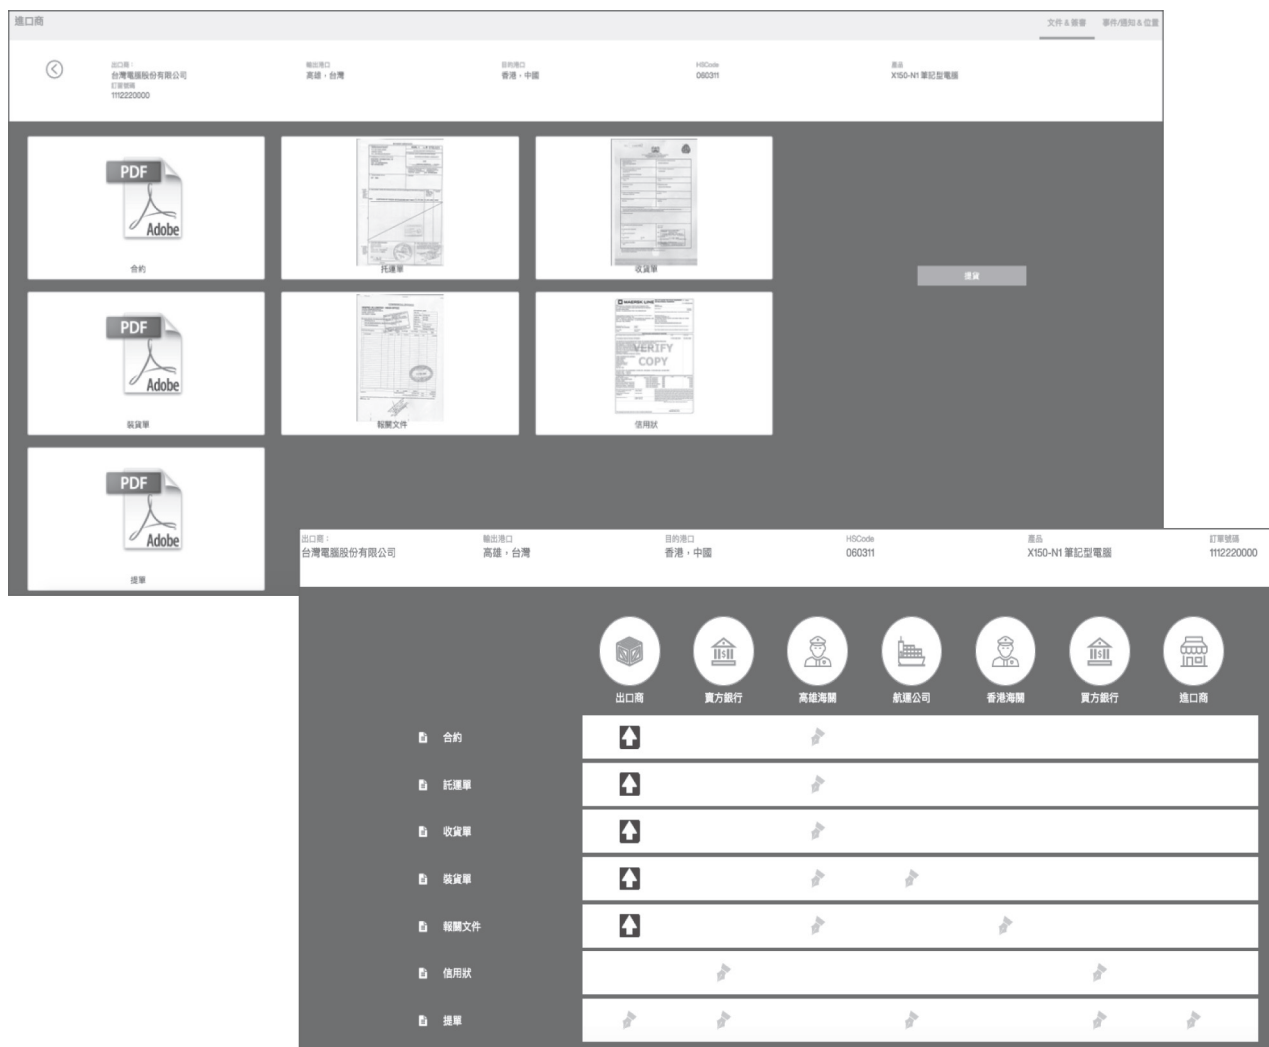 進口商
文件 & 簽審
事件/通知 & 位置
出口商：
台灣電腦股份有限公司
訂單號碼
1112220000
輸出港口
高雄，台灣
目的港口
香港，中國
HSCode
060311
產品
X150-N1 筆記型電腦
PDF
Adobe
合約
托運單
收貨單
提貨
PDF
Adobe
裝貨單
報關文件
MAERSK LINE
VERIFY
COPY
信用狀
PDF
Adobe
提單
出口商：
台灣電腦股份有限公司
輸出港口
高雄，台灣
目的港口
香港，中國
HSCode
060311
產品
X150-N1 筆記型電腦
訂單號碼
1112220000
出口商
賣方銀行
高雄海關
航運公司
香港海關
買方銀行
進口商
合約
託運單
收貨單
裝貨單
報關文件
信用狀
提單